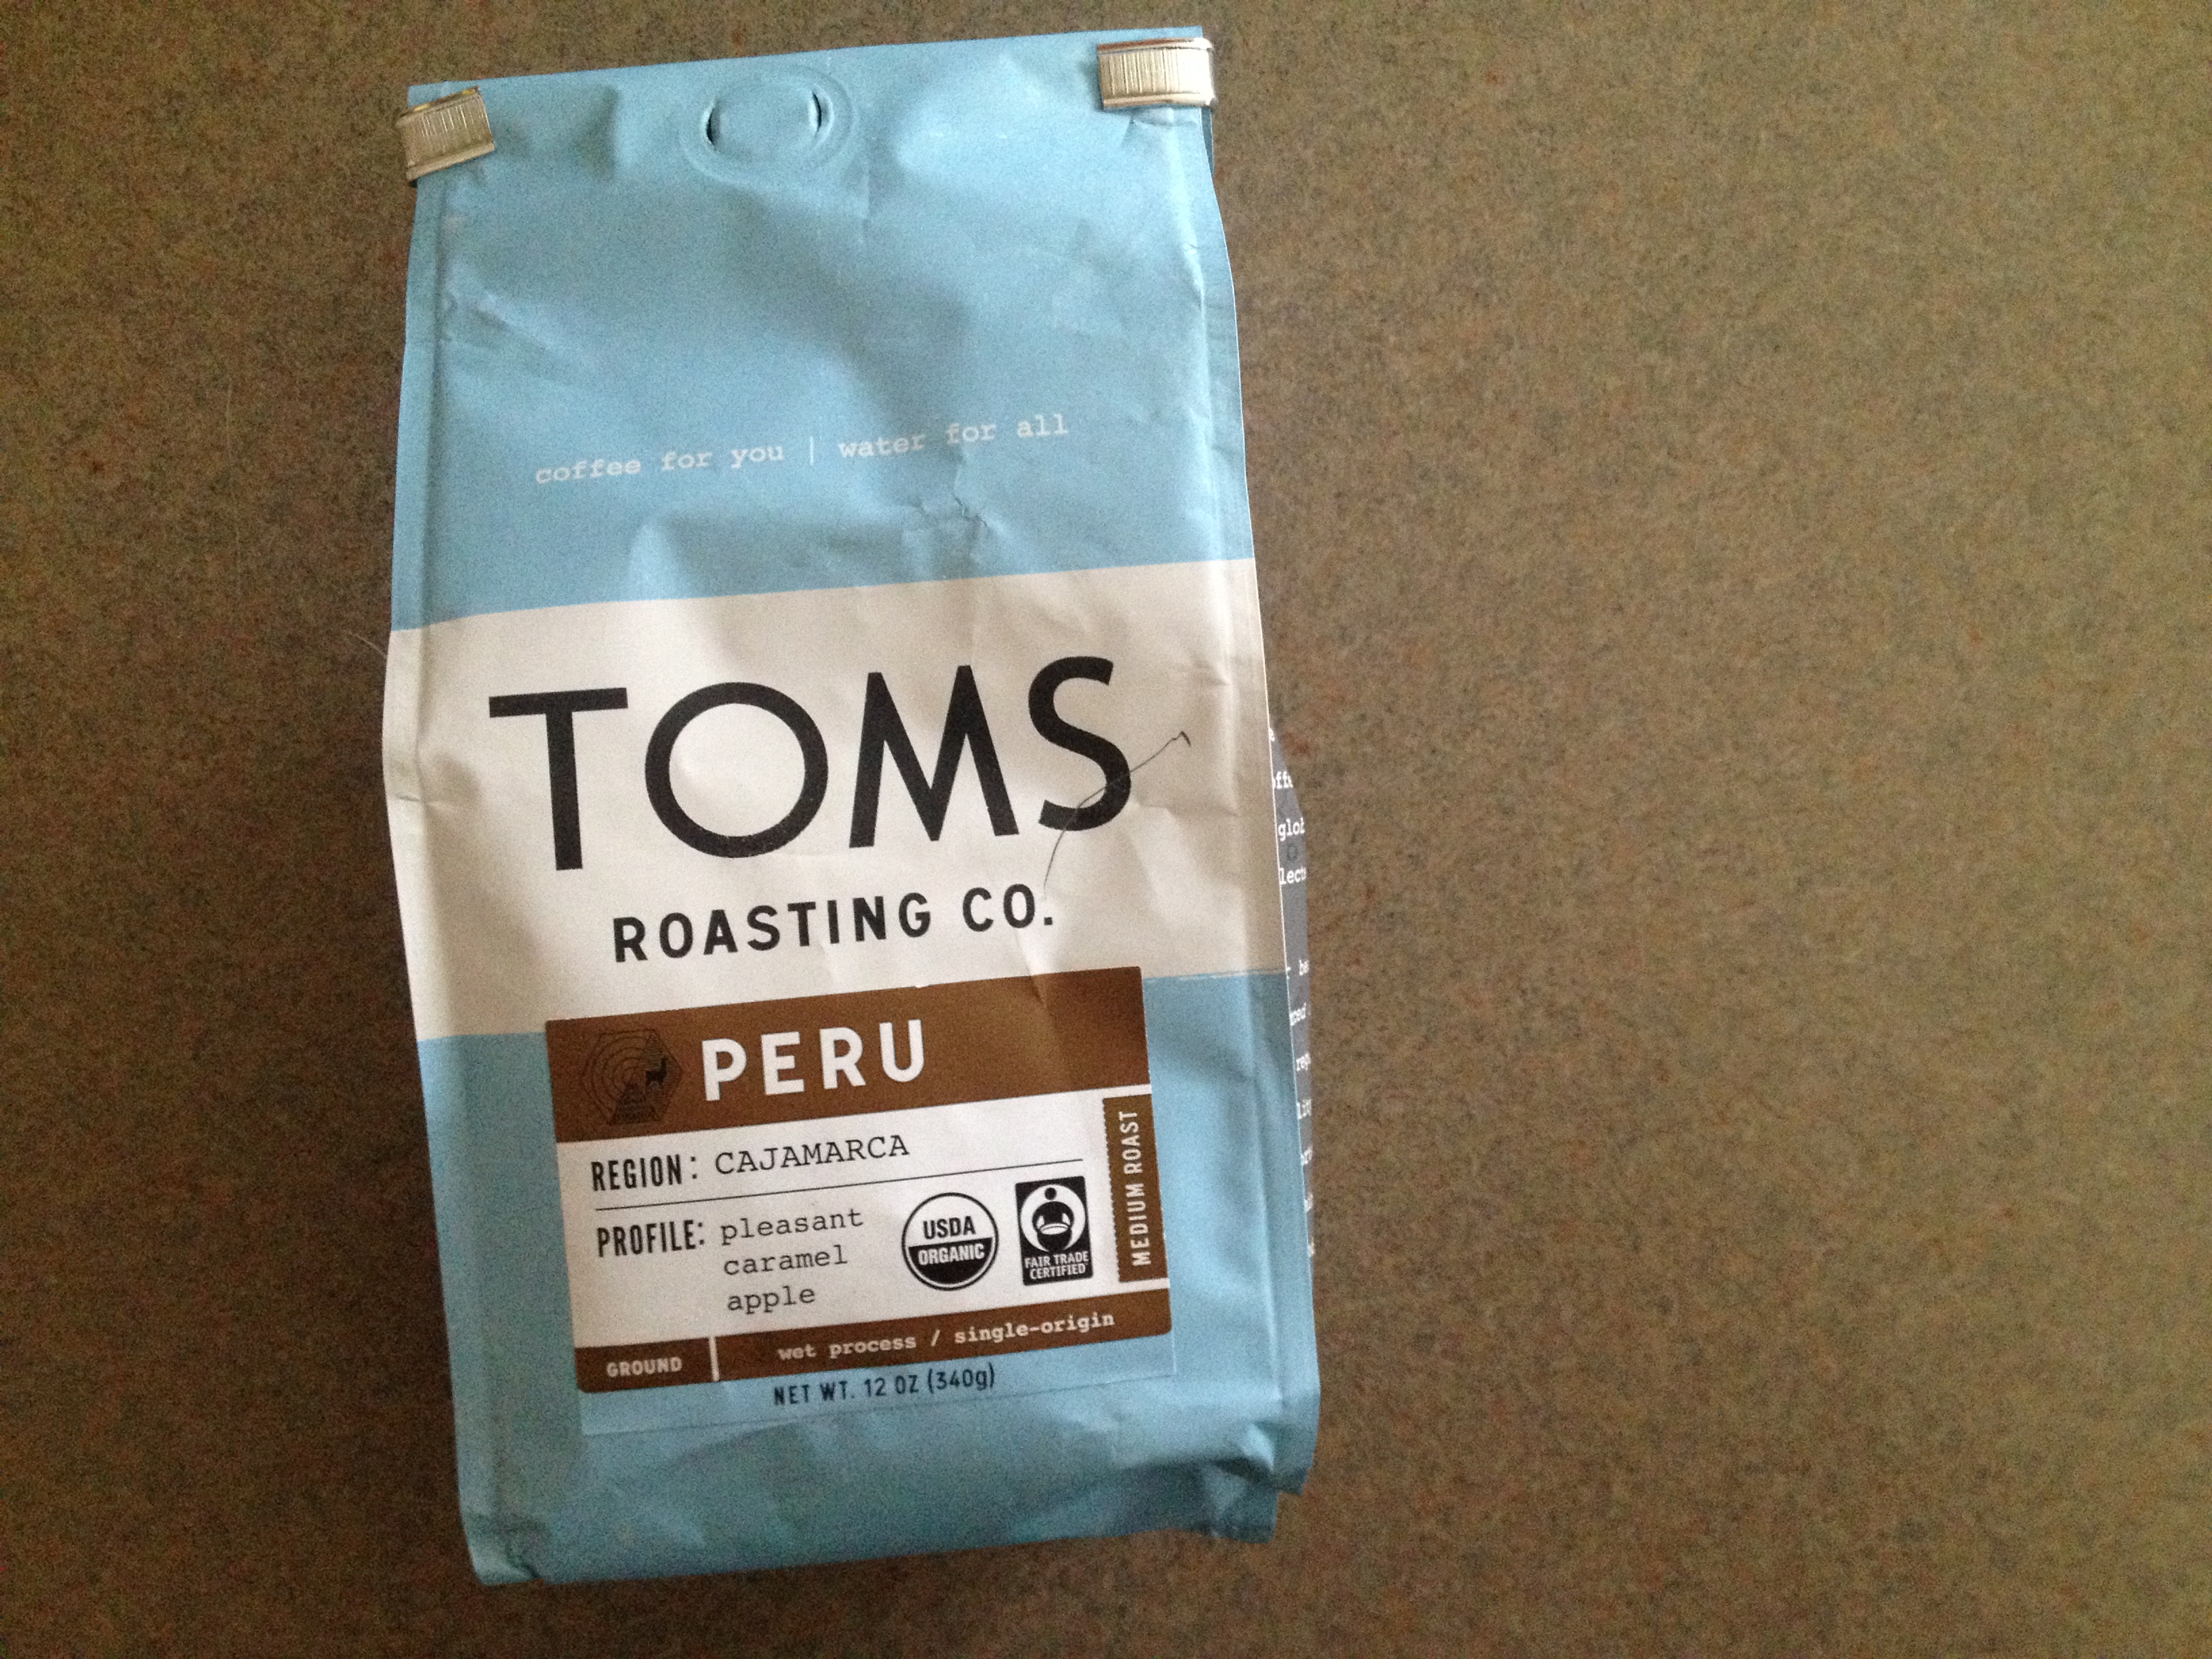 coffee for you | water for all
TOMS
ROASTING CO.
PERU
REGION: CAJAMARCA
PROFILE: pleasant
caramel
apple
USDA
ORGANIC
FAIR TRADE
CERTIFIED
MEDIUM ROAST
GROUND
wet process / single-origin
NET WT. 12 OZ (340g)